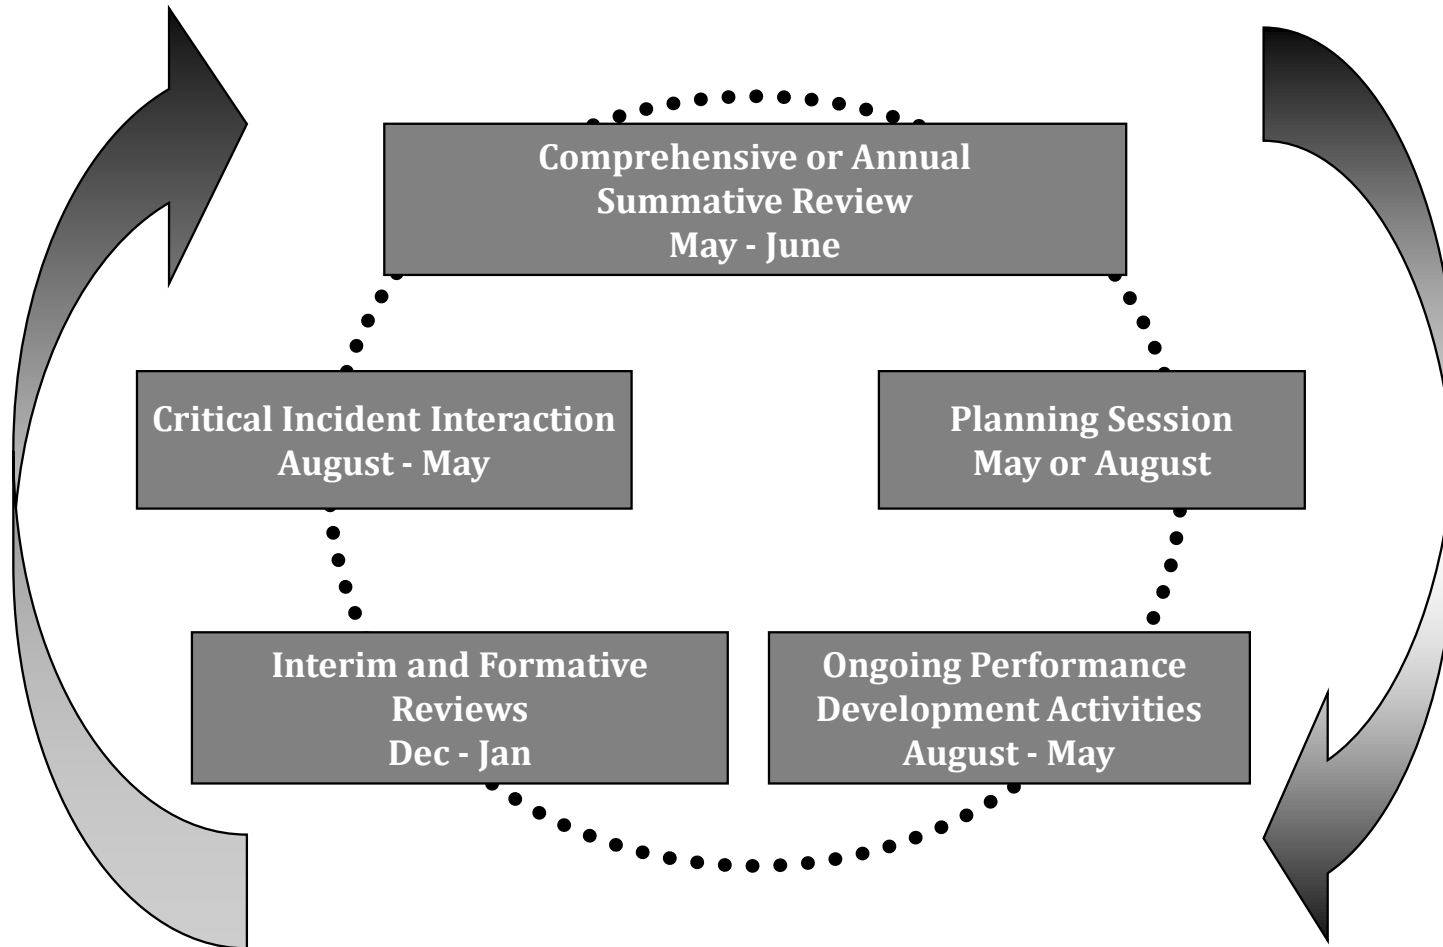 Comprehensive or Annual
Summative Review
May - June
Critical Incident Interaction
August - May
Planning Session
May or August
Interim and Formative
Reviews
Dec - Jan
Ongoing Performance
Development Activities
August - May